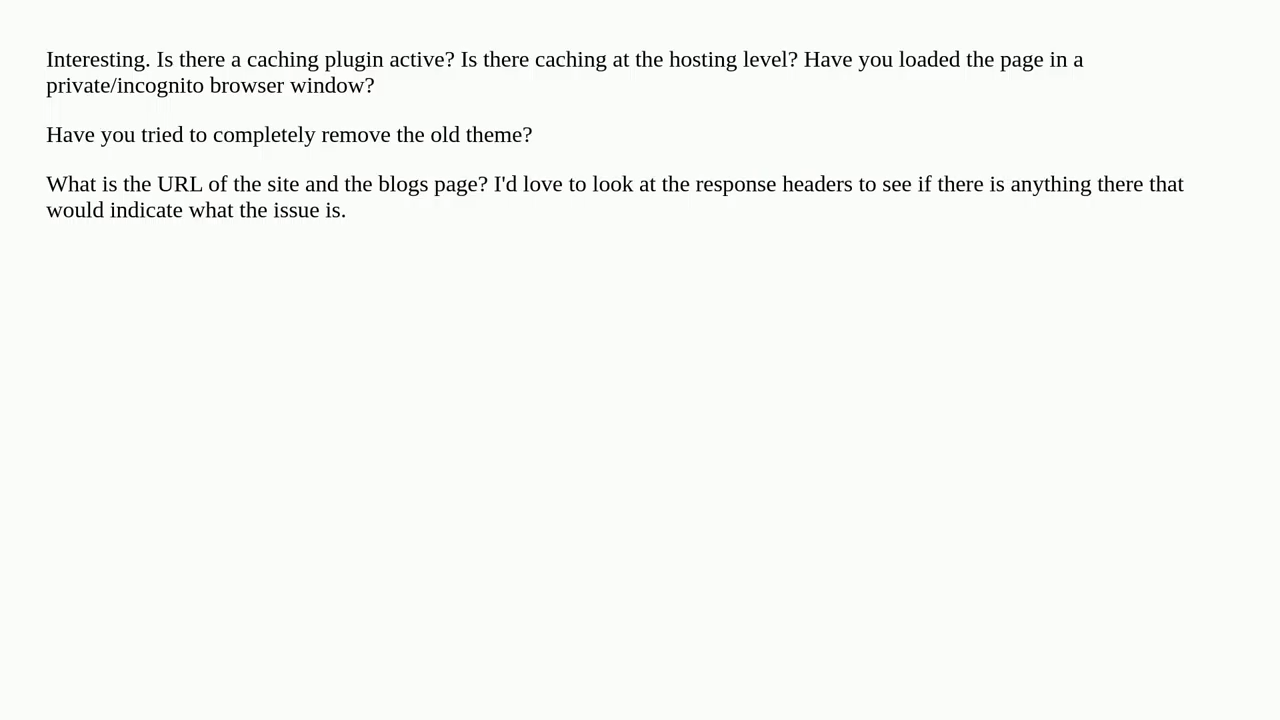 Interesting. Is there a caching plugin active? Is there caching at the hosting level? Have you loaded the page in a
private/incognito browser window?
Have you tried to completely remove the old theme?
What is the URL of the site and the blogs page? I'd love to look at the response headers to see if there is anything there that
would indicate what the issue is.